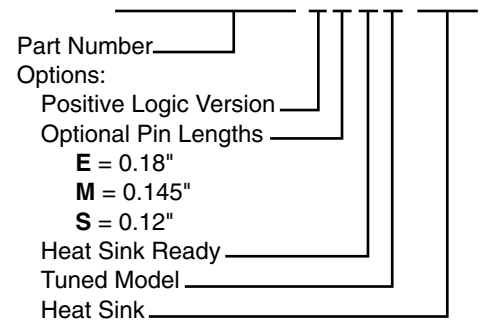 Part Number
Options:
Positive Logic Version
Optional Pin Lengths
E = 0.18"
M = 0.145"
S = 0.12"
Heat Sink Ready
Tuned Model
Heat Sink